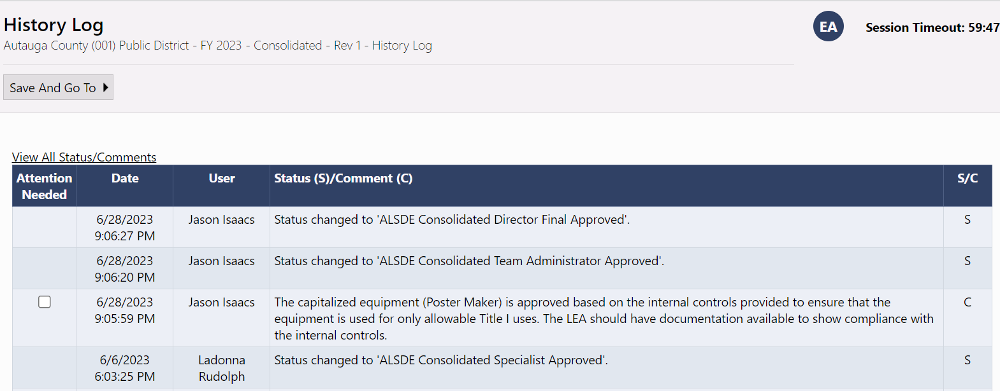 History Log
EA
Session Timeout: 59:47
Autauga County (001) Public District - FY 2023 - Consolidated - Rev 1 - History Log
Save And Go To
View All Status/Comments
Attention Needed
Date
User
Status (S)/Comment (C)
S/C
6/28/2023
9:06:27 PM
Jason Isaacs
Status changed to 'ALSDE Consolidated Director Final Approved'.
S
6/28/2023
9:06:20 PM
Jason Isaacs
Status changed to 'ALSDE Consolidated Team Administrator Approved'.
S
6/28/2023
9:05:59 PM
Jason Isaacs
The capitalized equipment (Poster Maker) is approved based on the internal controls provided to ensure that the
equipment is used for only allowable Title I uses. The LEA should have documentation available to show compliance with
the internal controls.
C
6/6/2023
6:03:25 PM
Ladonna
Rudolph
Status changed to 'ALSDE Consolidated Specialist Approved'.
S